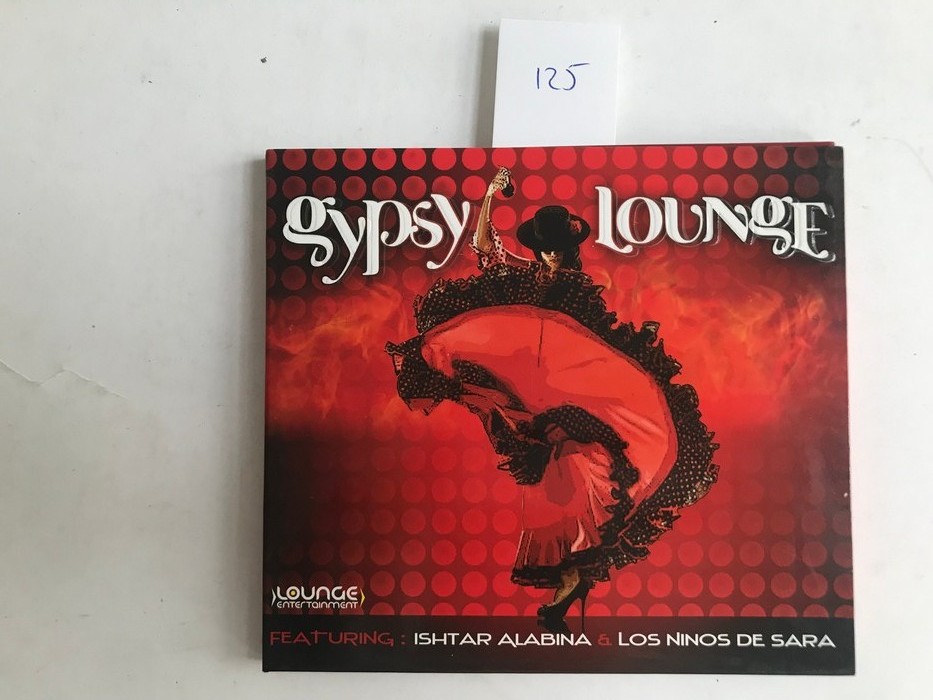 125
gypsy LOUNgE
LOUNGE
ENTERTAINMENT
FEATURING : ISHTAR ALABINA & LOS NINOS DE SARA